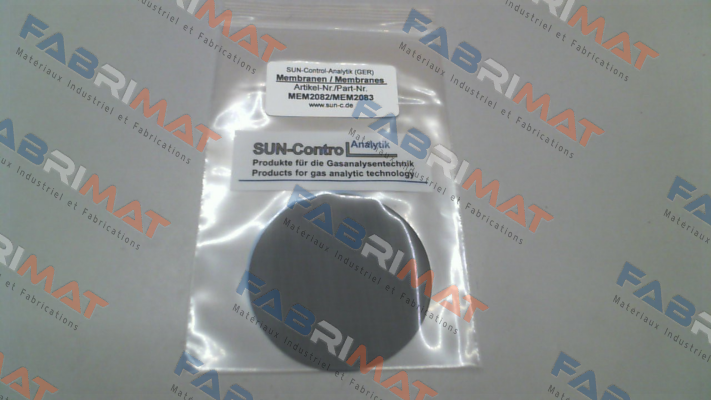 SUN-Control-Analytik (GER)
Membranen / Membranes
Artikel-Nr./Part-Nr.
MEM2082/MEM2083
www.sun-c.de
SUN-Control Analytik
Produkte für die Gasanalysentechnik
Products for gas analytic technology
FABRIMAT
Materiaux Industriel et Fabrications